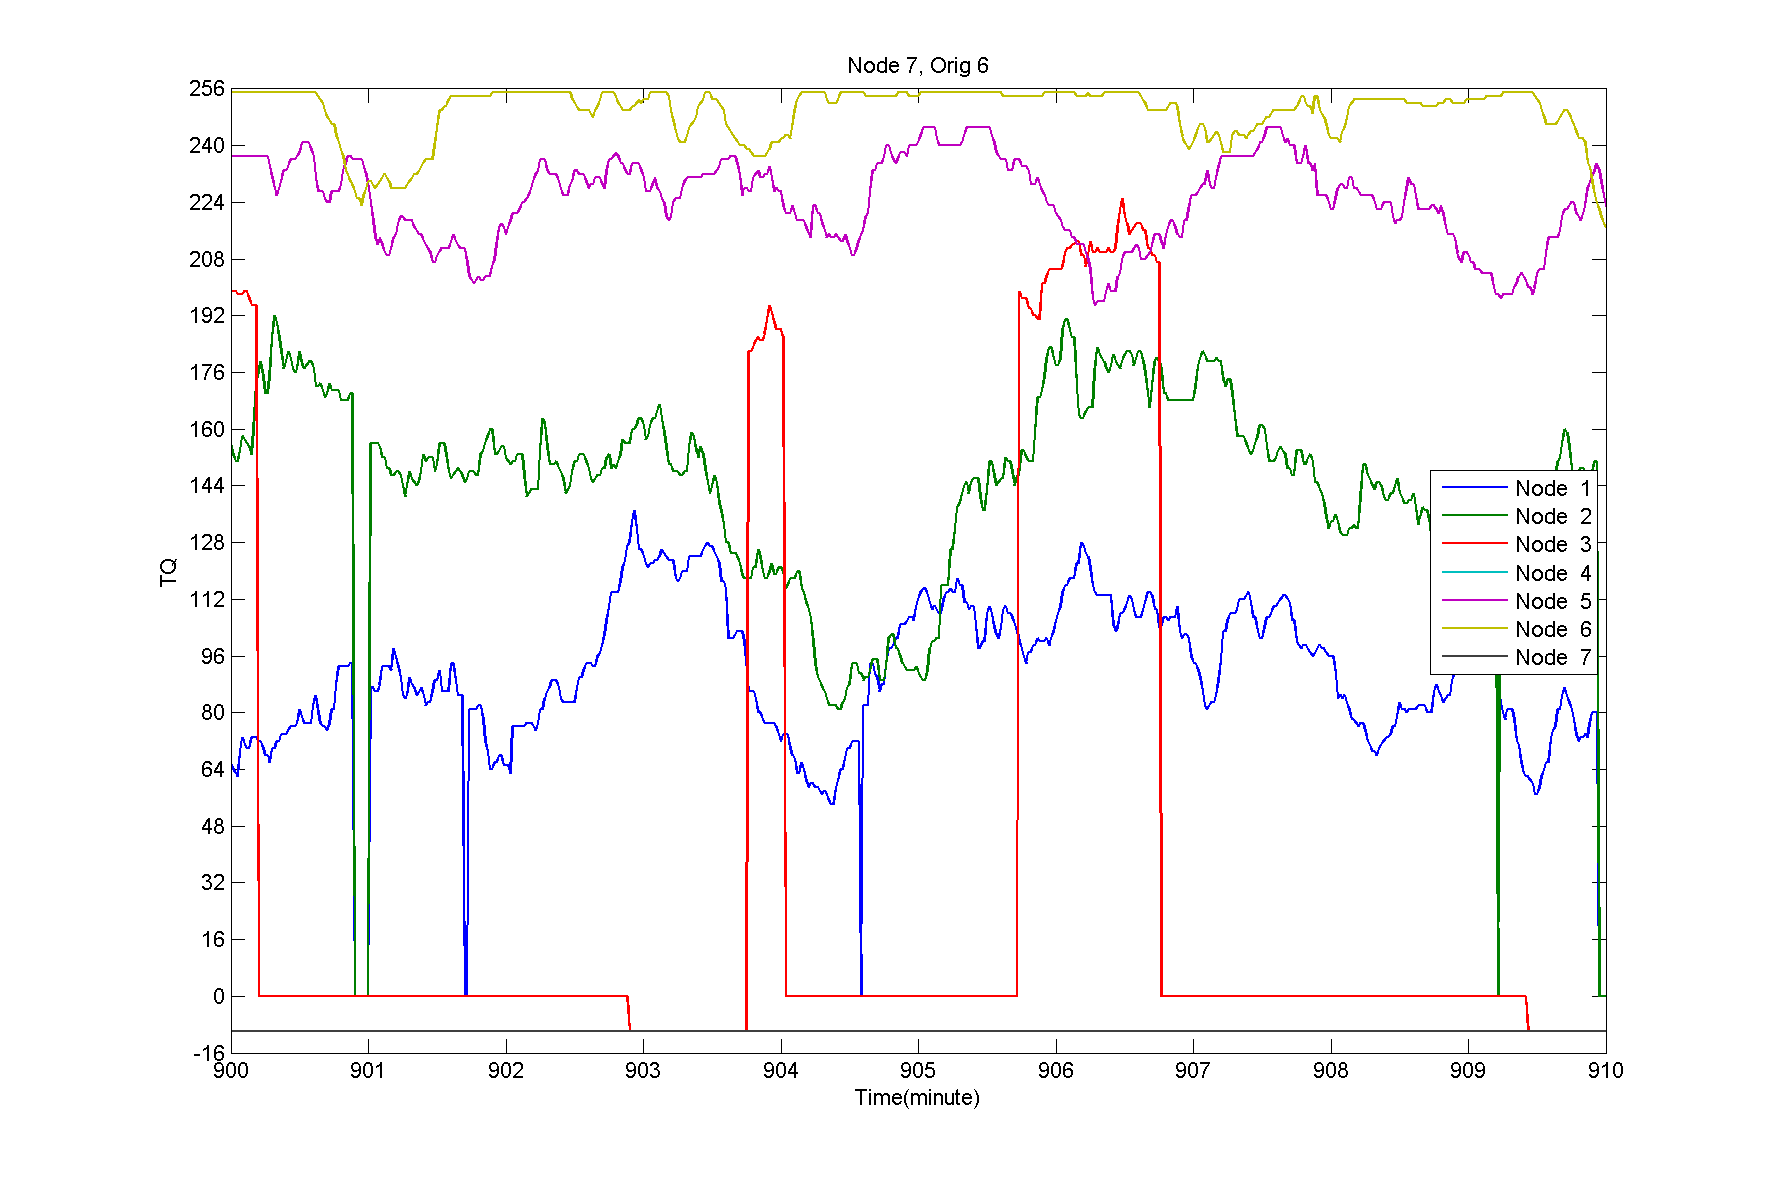 Node 7, Orig 6
256
240
224
208
192
176
160
144
128
112
96
80
64
48
32
16
0
-16
TQ
900 901 902 903 904 905 906 907 908 909 910
Time(minute)
Node 1
Node 2
Node 3
Node 4
Node 5
Node 6
Node 7